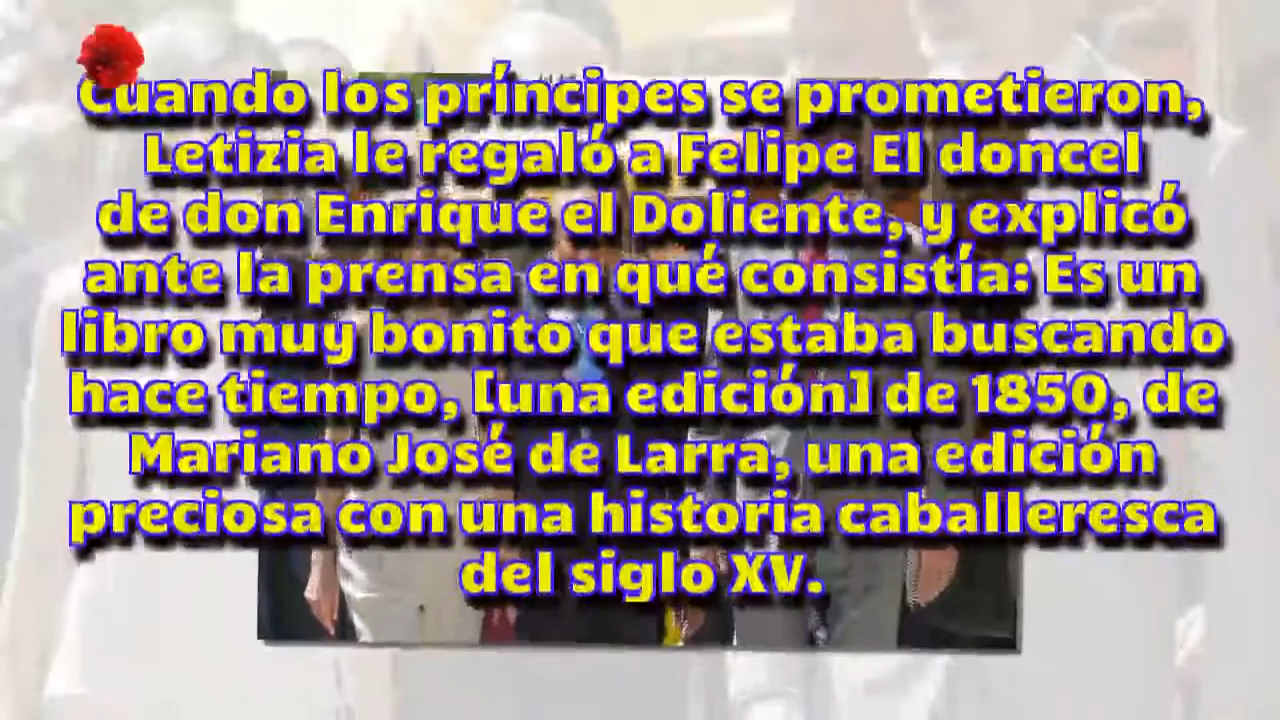 Cuando los príncipes se prometieron,
Letizia le regaló a Felipe El doncel
de don Enrique el Doliente, y explicó
ante la prensa en qué consistía: Es un
libro muy bonito que estaba buscando
hace tiempo, [una edición] de 1850, de
Mariano José de Larra, una edición
preciosa con una historia caballeresca
del siglo XV.